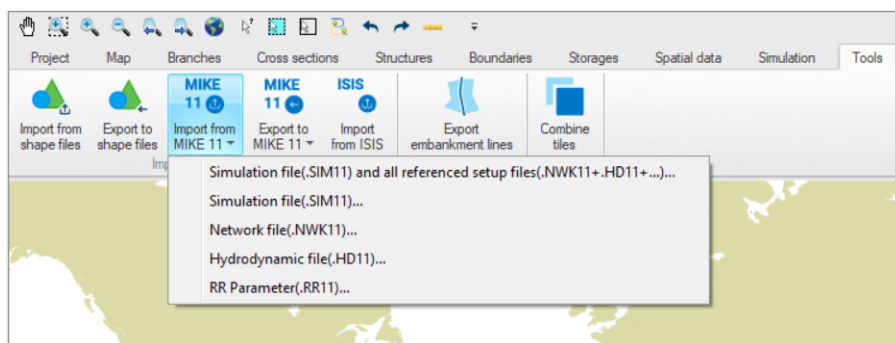 Project Map Branches Cross sections Structures Boundaries Storages Spatial data Simulation Tools
MIKE MIKE ISIS
11 11
Import from Export to Import from Export to Import Export Combine
shape files shape files MIKE 11 MIKE 11 from ISIS embankment lines tiles
Simulation file(.SIM11) and all referenced setup files(.NWK11+.HD11+...)...
Simulation file(.SIM11)...
Network file(.NWK11)...
Hydrodynamic file(.HD11)...
RR Parameter(.RR11)...